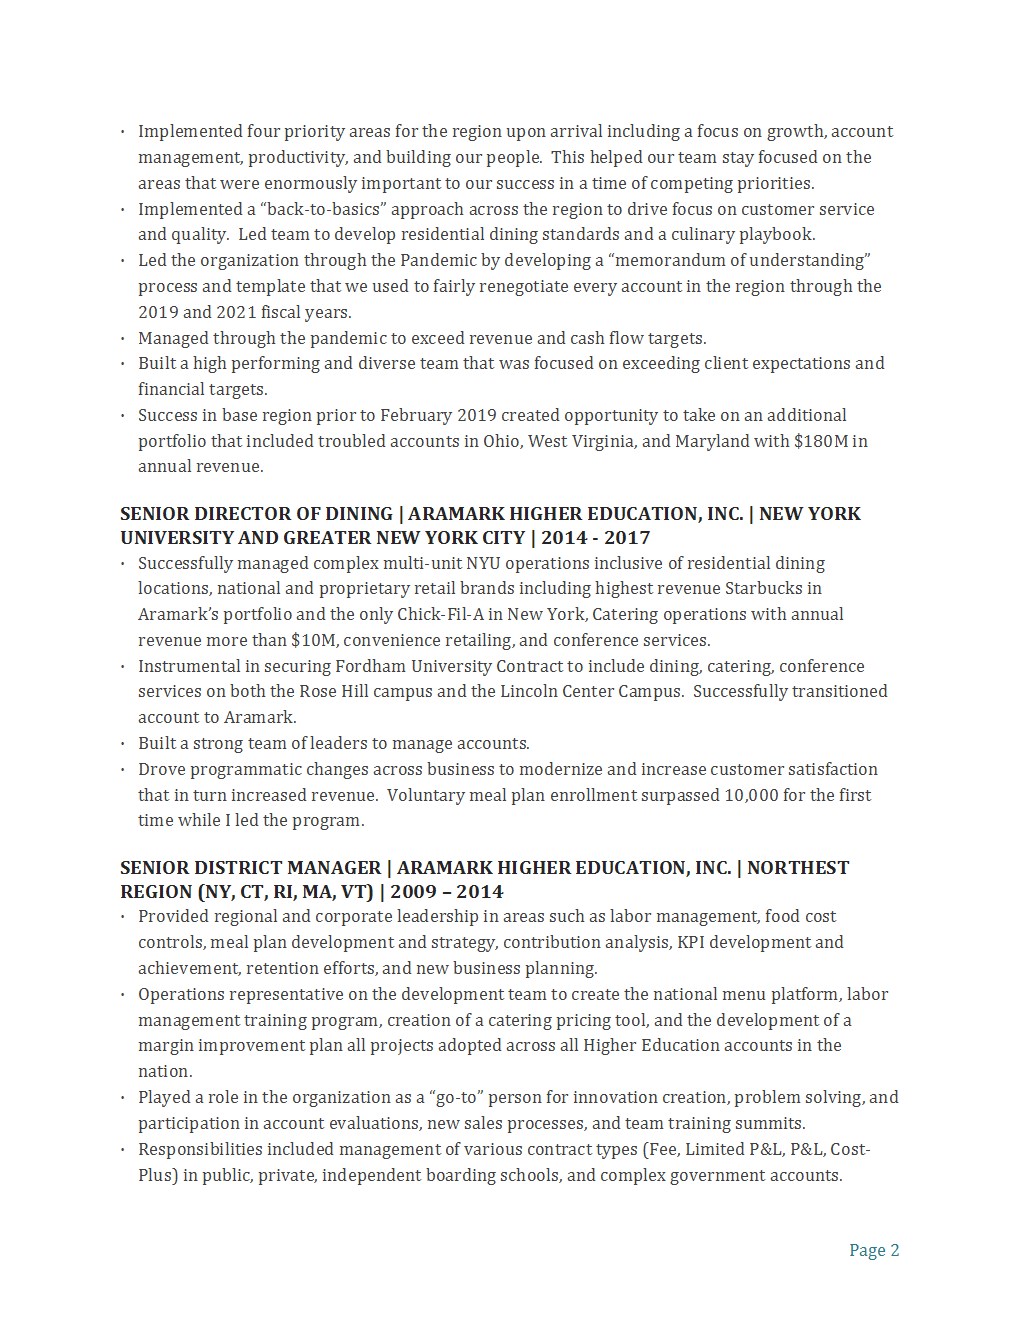 · Implemented four priority areas for the region upon arrival including a focus on growth, account
management, productivity, and building our people.  This helped our team stay focused on the
areas that were enormously important to our success in a time of competing priorities.
· Implemented a “back-to-basics” approach across the region to drive focus on customer service
and quality.  Led team to develop residential dining standards and a culinary playbook.
· Led the organization through the Pandemic by developing a “memorandum of understanding”
process and template that we used to fairly renegotiate every account in the region through the
2019 and 2021 fiscal years.
· Managed through the pandemic to exceed revenue and cash flow targets.
· Built a high performing and diverse team that was focused on exceeding client expectations and
financial targets.
· Success in base region prior to February 2019 created opportunity to take on an additional
portfolio that included troubled accounts in Ohio, West Virginia, and Maryland with $180M in
annual revenue.
SENIOR DIRECTOR OF DINING | ARAMARK HIGHER EDUCATION, INC. | NEW YORK
UNIVERSITY AND GREATER NEW YORK CITY | 2014 - 2017
· Successfully managed complex multi-unit NYU operations inclusive of residential dining
locations, national and proprietary retail brands including highest revenue Starbucks in
Aramark’s portfolio and the only Chick-Fil-A in New York, Catering operations with annual
revenue more than $10M, convenience retailing, and conference services.
· Instrumental in securing Fordham University Contract to include dining, catering, conference
services on both the Rose Hill campus and the Lincoln Center Campus.  Successfully transitioned
account to Aramark.
· Built a strong team of leaders to manage accounts.
· Drove programmatic changes across business to modernize and increase customer satisfaction
that in turn increased revenue.  Voluntary meal plan enrollment surpassed 10,000 for the first
time while I led the program.
SENIOR DISTRICT MANAGER | ARAMARK HIGHER EDUCATION, INC. | NORTHEST
REGION (NY, CT, RI, MA, VT) | 2009 – 2014
· Provided regional and corporate leadership in areas such as labor management, food cost
controls, meal plan development and strategy, contribution analysis, KPI development and
achievement, retention efforts, and new business planning.
· Operations representative on the development team to create the national menu platform, labor
management training program, creation of a catering pricing tool, and the development of a
margin improvement plan all projects adopted across all Higher Education accounts in the
nation.
· Played a role in the organization as a “go-to” person for innovation creation, problem solving, and
participation in account evaluations, new sales processes, and team training summits.
· Responsibilities included management of various contract types (Fee, Limited P&L, P&L, Cost-
Plus) in public, private, independent boarding schools, and complex government accounts.
Page 2